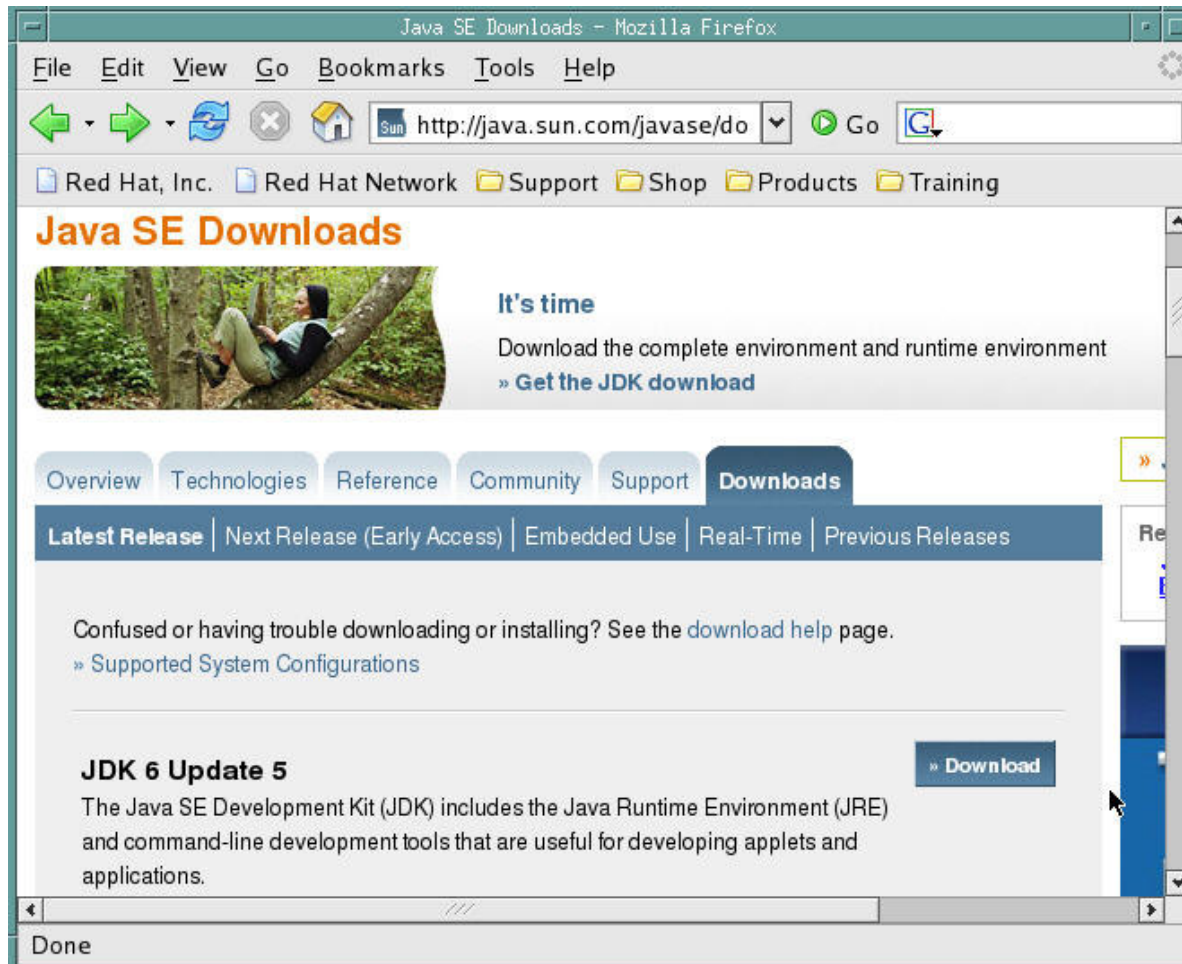 Java SE Downloads - Mozilla Firefox
File Edit View Go Bookmarks Tools Help
Sun http://java.sun.com/javase/do Go G
Red Hat, Inc. Red Hat Network Support Shop Products Training
Java SE Downloads
It's time
Download the complete environment and runtime environment
» Get the JDK download
Overview Technologies Reference Community Support Downloads
»
Latest Release | Next Release (Early Access) | Embedded Use | Real-Time | Previous Releases
Re
Confused or having trouble downloading or installing? See the download help page.
» Supported System Configurations
JDK 6 Update 5
» Download
The Java SE Development Kit (JDK) includes the Java Runtime Environment (JRE)
and command-line development tools that are useful for developing applets and
applications.
Done